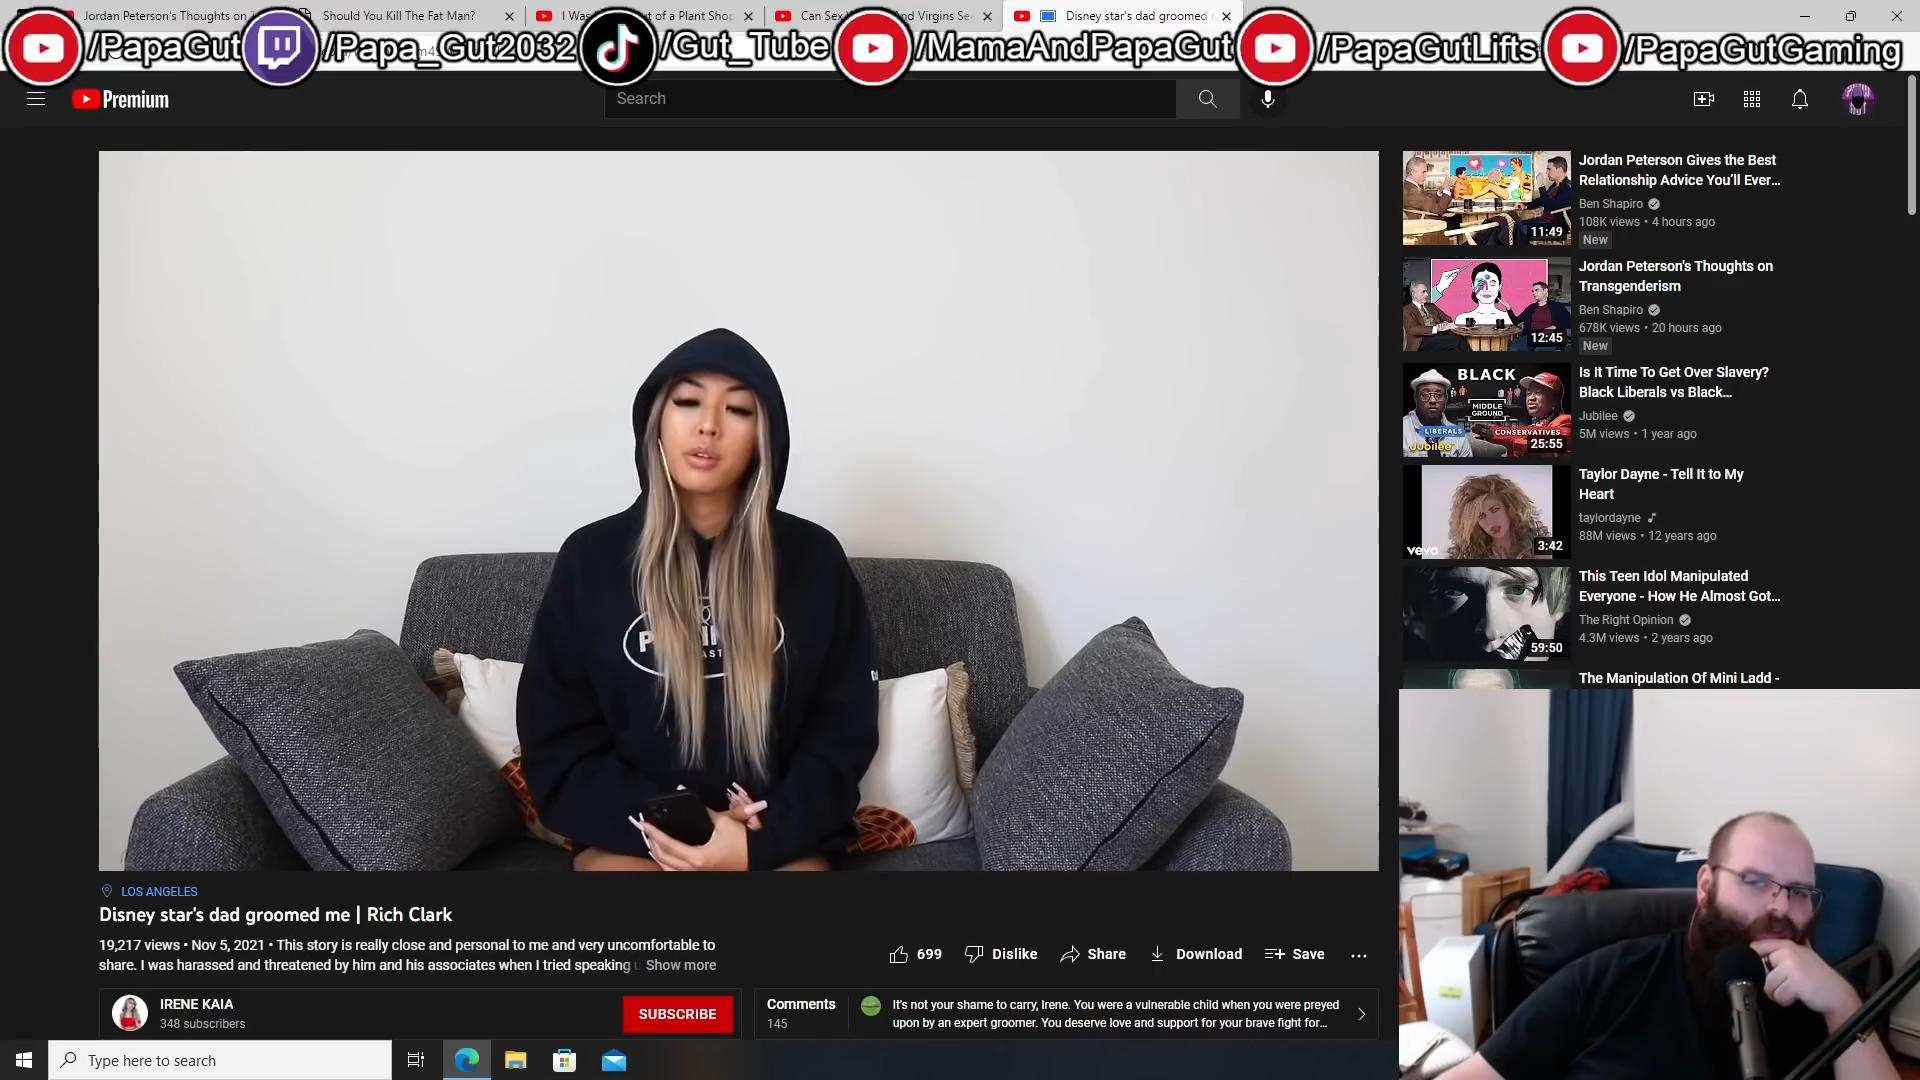 Jordan Peterson's Thoughts on
Should You Kill The Fat Man?
of a Plant Shop
Can Sex
And Virgins See
Disney star's dad groomed
/PapaGut
/Papa_Gut2032
/Gut_Tube
/MamaAndPapaGut
/PapaGutLifts
/PapaGutGaming
Premium
Search
Jordan Peterson Gives the Best
Relationship Advice You'll Ever...
Ben Shapiro
108K views • 4 hours ago
New
11:49
Jordan Peterson's Thoughts on
Transgenderism
Ben Shapiro
678K views • 20 hours ago
New
12:45
BLACK
MIDDLE
GROUND
LIBERALS
CONSERVATIVES
Jubilee
25:55
Is It Time To Get Over Slavery?
Black Liberals vs Black...
Jubilee
5M views • 1 year ago
vevo
3:42
Taylor Dayne - Tell It to My
Heart
taylordayne
88M views • 12 years ago
59:50
This Teen Idol Manipulated
Everyone - How He Almost Got...
The Right Opinion
4.3M views • 2 years ago
The Manipulation Of Mini Ladd -
LOS ANGELES
Disney star's dad groomed me | Rich Clark
19,217 views • Nov 5, 2021 • This story is really close and personal to me and very uncomfortable to
share. I was harassed and threatened by him and his associates when I tried speaking u Show more
699
Dislike
Share
Download
Save
IRENE KAIA
348 subscribers
SUBSCRIBE
Comments
145
It's not your shame to carry, Irene. You were a vulnerable child when you were preyed
upon by an expert groomer. You deserve love and support for your brave fight for...
Type here to search